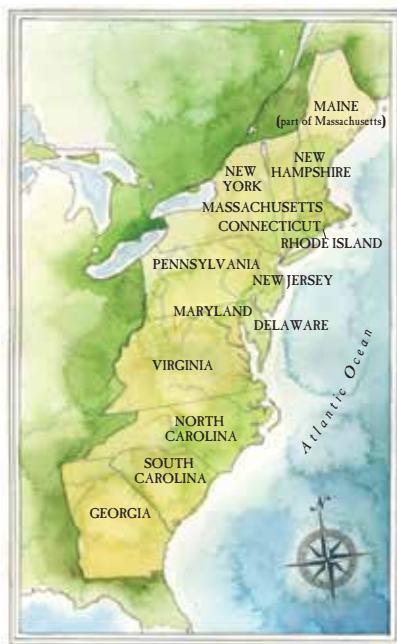 MAINE
(part of Massachusetts)
NEW
HAMPSHIRE
NEW
YORK
MASSACHUSETTS
CONNECTICUT
RHODE ISLAND
PENNSYLVANIA
NEW JERSEY
MARYLAND
DELAWARE
VIRGINIA
Atlantic Ocean
NORTH
CAROLINA
SOUTH
CAROLINA
GEORGIA
N